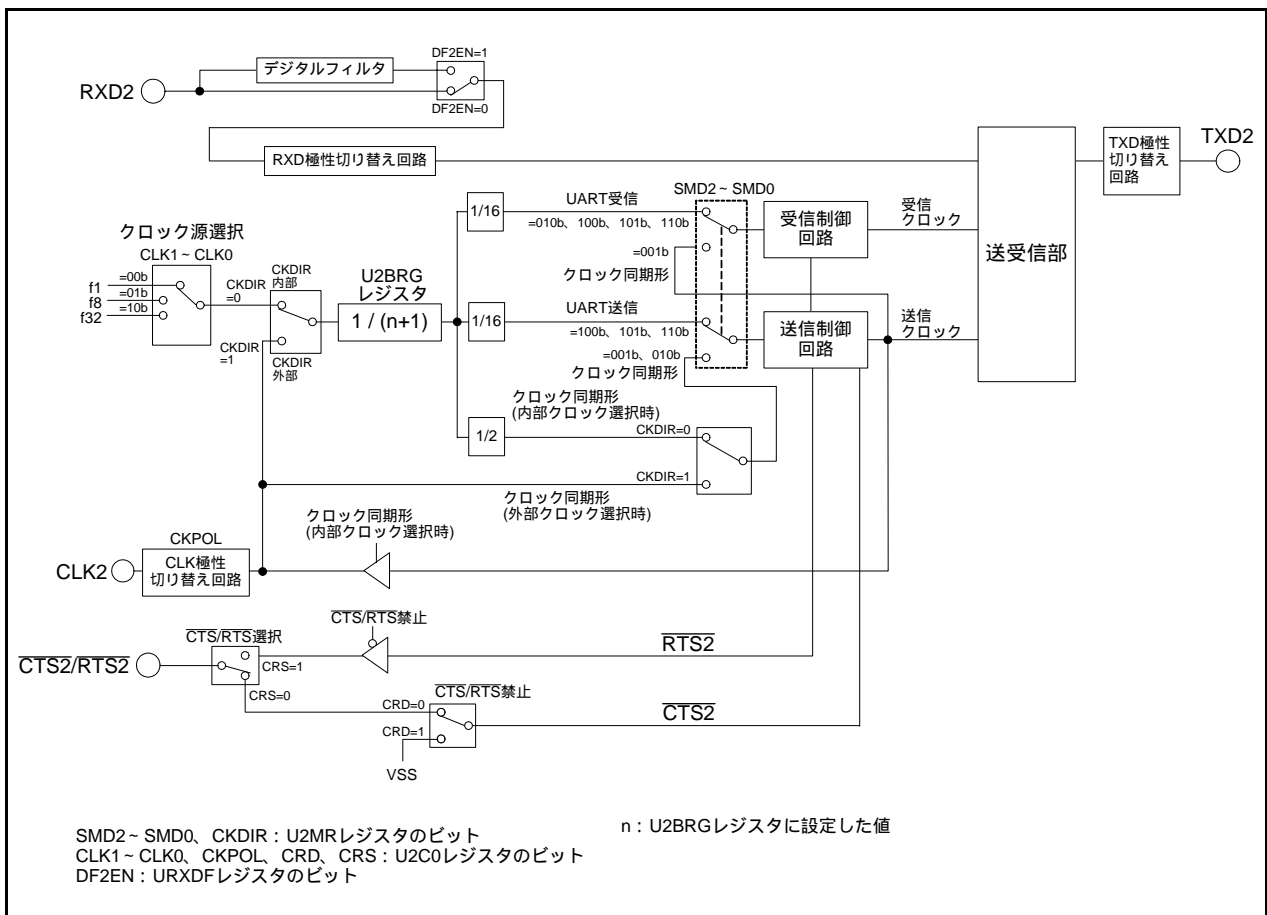 DF2EN=1
デジタルフィルタ
RXD2
DF2EN=0
RXD極性切り替え回路
TXD極性
切り替え
回路
TXD2
SMD2~SMD0
1/16
UART受信
=010b、100b、101b、110b
受信制御
回路
受信
クロック
送受信部
クロック源選択
CLK1~CLK0
=001b
クロック同期形
f1
=00b
f8
=01b
f32
=10b
CKDIR
=0
CKDIR
内部
U2BRG
レジスタ
1 / (n+1)
1/16
UART送信
=100b、101b、110b
送信制御
回路
送信
クロック
CKDIR
=1
CKDIR
外部
=001b、010b
クロック同期形
クロック同期形
(内部クロック選択時)
1/2
CKDIR=0
CKDIR=1
クロック同期形
(外部クロック選択時)
クロック同期形
(内部クロック選択時)
CKPOL
CLK2
CLK極性
切り替え回路
CTS/RTS禁止
CTS/RTS選択
RTS2
CTS2/RTS2
CRS=1
CRS=0
CTS/RTS禁止
CRD=0
CTS2
CRD=1
VSS
SMD2~SMD0、CKDIR:U2MRレジスタのビット
n:U2BRGレジスタに設定した値
CLK1~CLK0、CKPOL、CRD、CRS:U2C0レジスタのビット
DF2EN:URXDFレジスタのビット